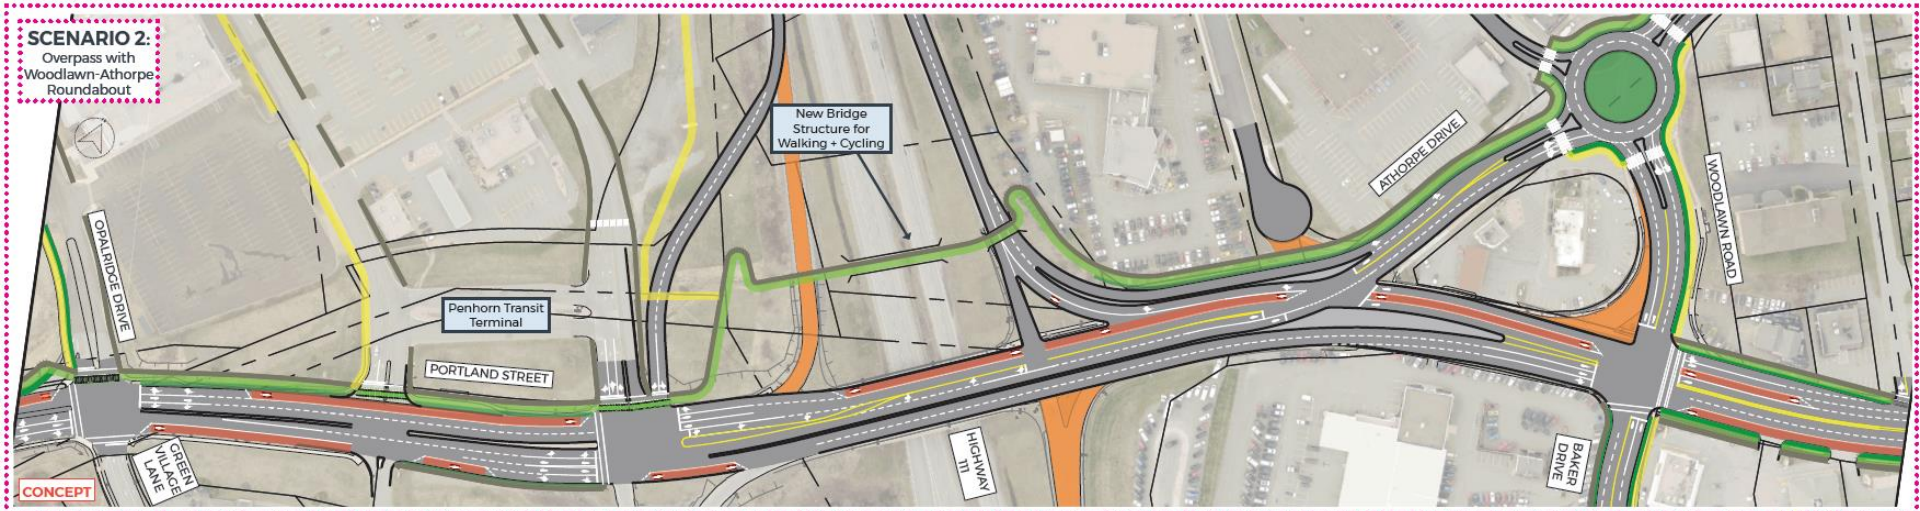 SCENARIO 2:
Overpass with
Woodlawn-Athorpe
Roundabout
New Bridge
Structure for
Walking + Cycling
ATHORPE DRIVE
WOODLAWN ROAD
OPALRIDGE DRIVE
Penhorn Transit
Terminal
PORTLAND STREET
GREEN
VILLAGE
LANE
HIGHWAY
111
BAKER
DRIVE
CONCEPT